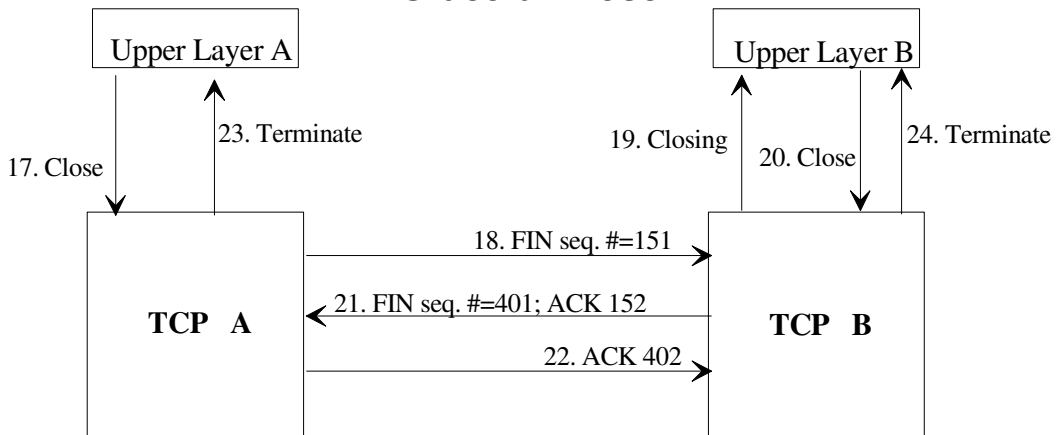 Upper Layer A
Upper Layer B
23. Terminate
19. Closing
24. Terminate
17. Close
20. Close
18. FIN seq. #=151
21. FIN seq. #=401; ACK 152
TCP A
TCP B
22. ACK 402